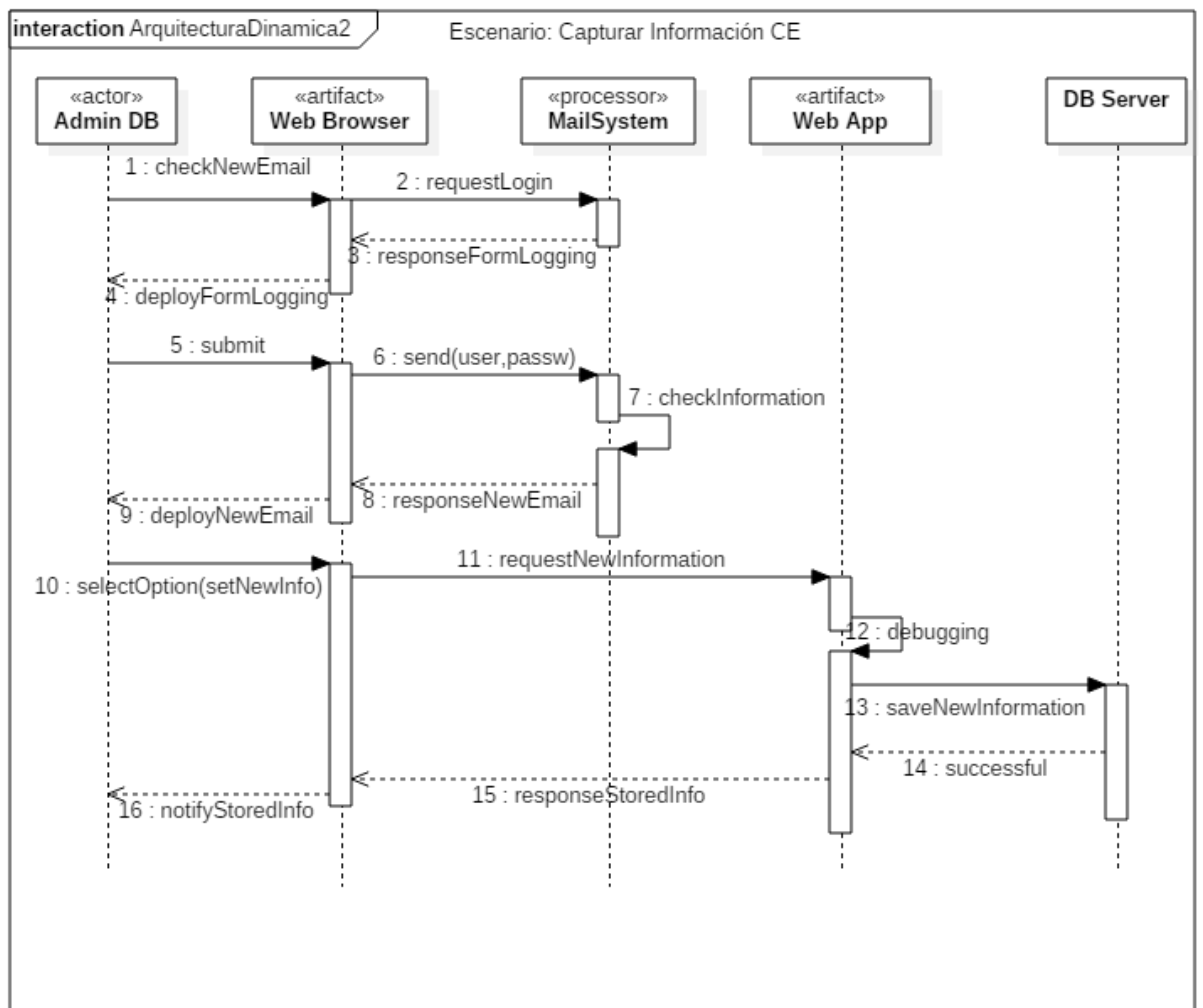 interaction ArquitecturaDinamica2
Escenario: Capturar Información CE
«actor»
Admin DB
«artifact»
Web Browser
«processor»
MailSystem
«artifact»
Web App
DB Server
1 : checkNewEmail
2 : requestLogin
3 : responseFormLogging
4 : deployFormLogging
5 : submit
6 : send(user,passw)
7 : checkInformation
8 : responseNewEmail
9 : deployNewEmail
10 : selectOption(setNewInfo)
11 : requestNewInformation
12 : debugging
13 : saveNewInformation
14 : successful
15 : responseStoredInfo
16 : notifyStoredInfo